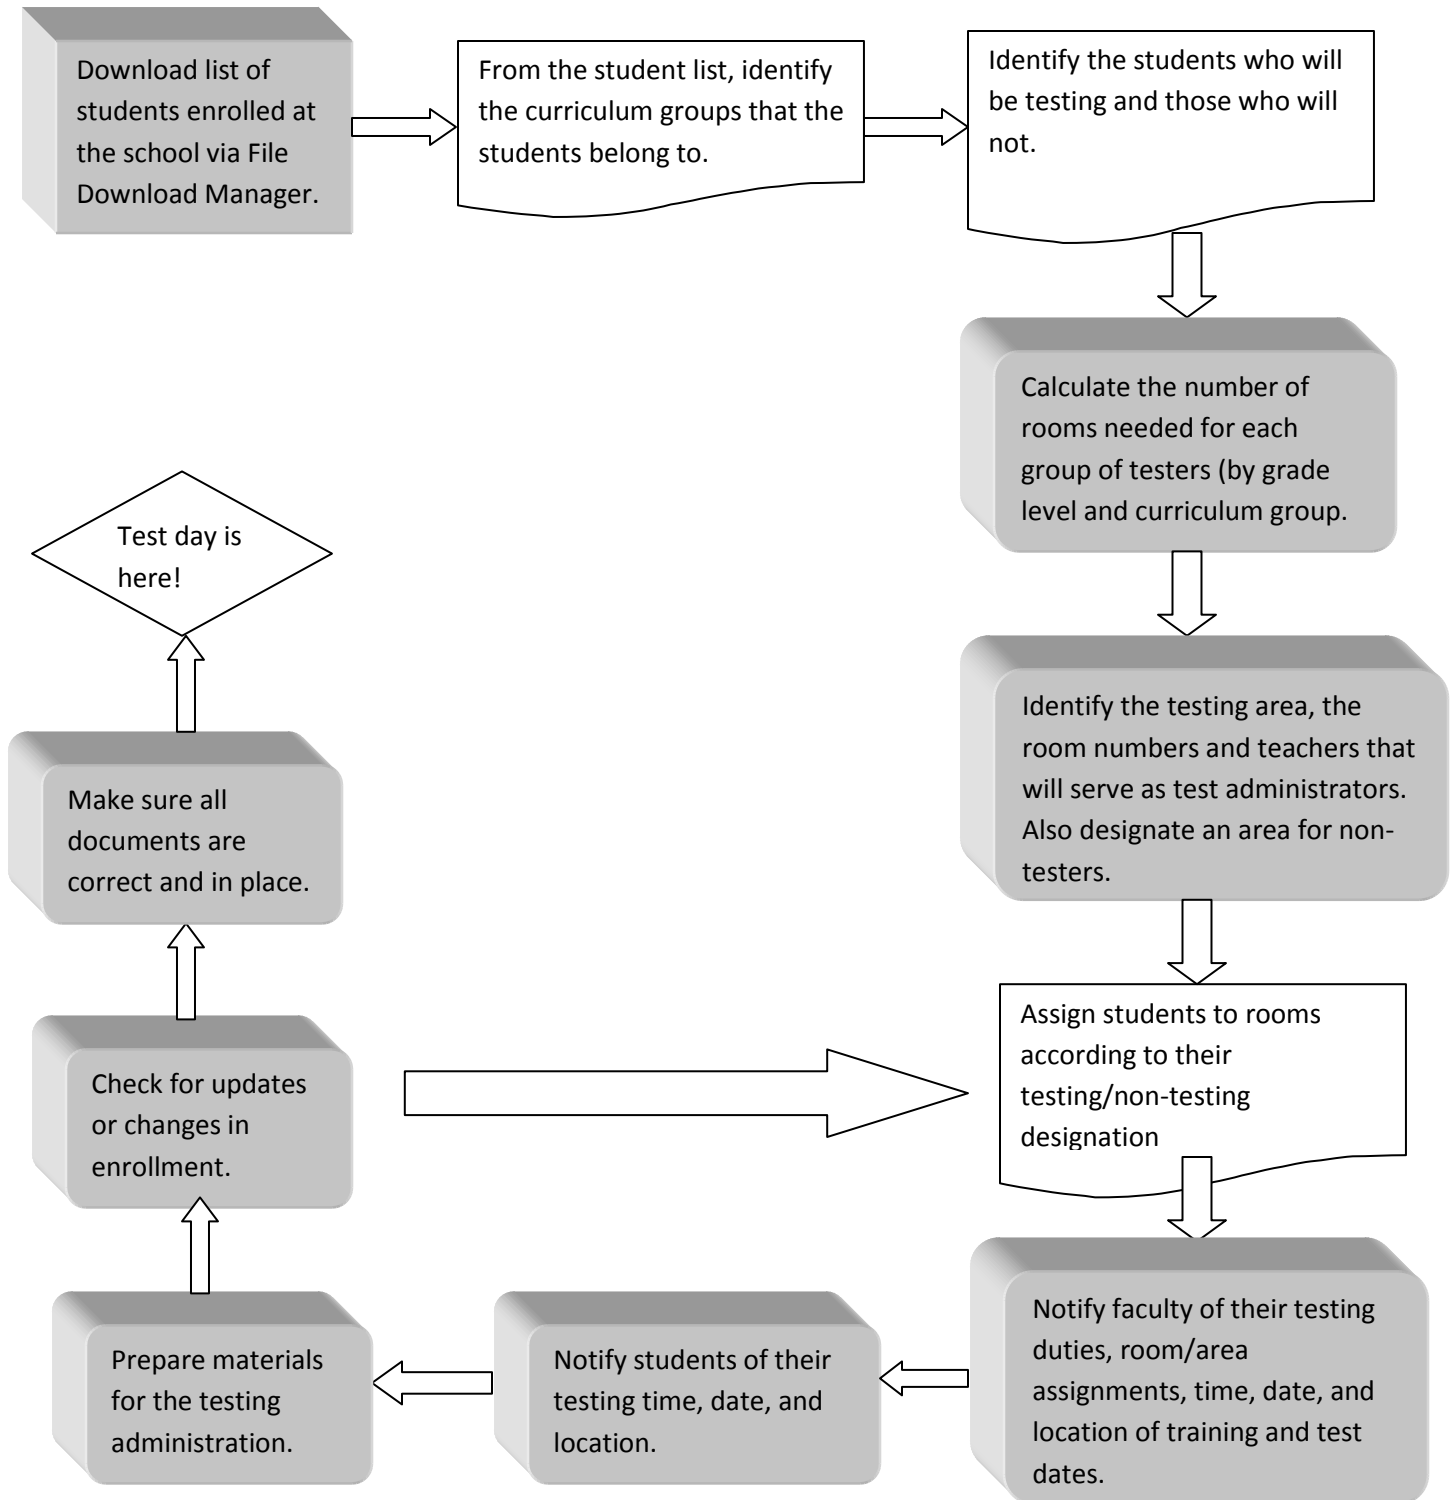 Download list of
students enrolled at
the school via File
Download Manager.
From the student list, identify
the curriculum groups that the
students belong to.
Identify the students who will
be testing and those who will
not.
Calculate the number of
rooms needed for each
group of testers (by grade
level and curriculum group.
Identify the testing area, the
room numbers and teachers that
will serve as test administrators.
Also designate an area for non-
testers.
Assign students to rooms
according to their
testing/non-testing
designation
Notify faculty of their testing
duties, room/area
assignments, time, date, and
location of training and test
dates.
Notify students of their
testing time, date, and
location.
Prepare materials
for the testing
administration.
Check for updates
or changes in
enrollment.
Make sure all
documents are
correct and in place.
Test day is
here!